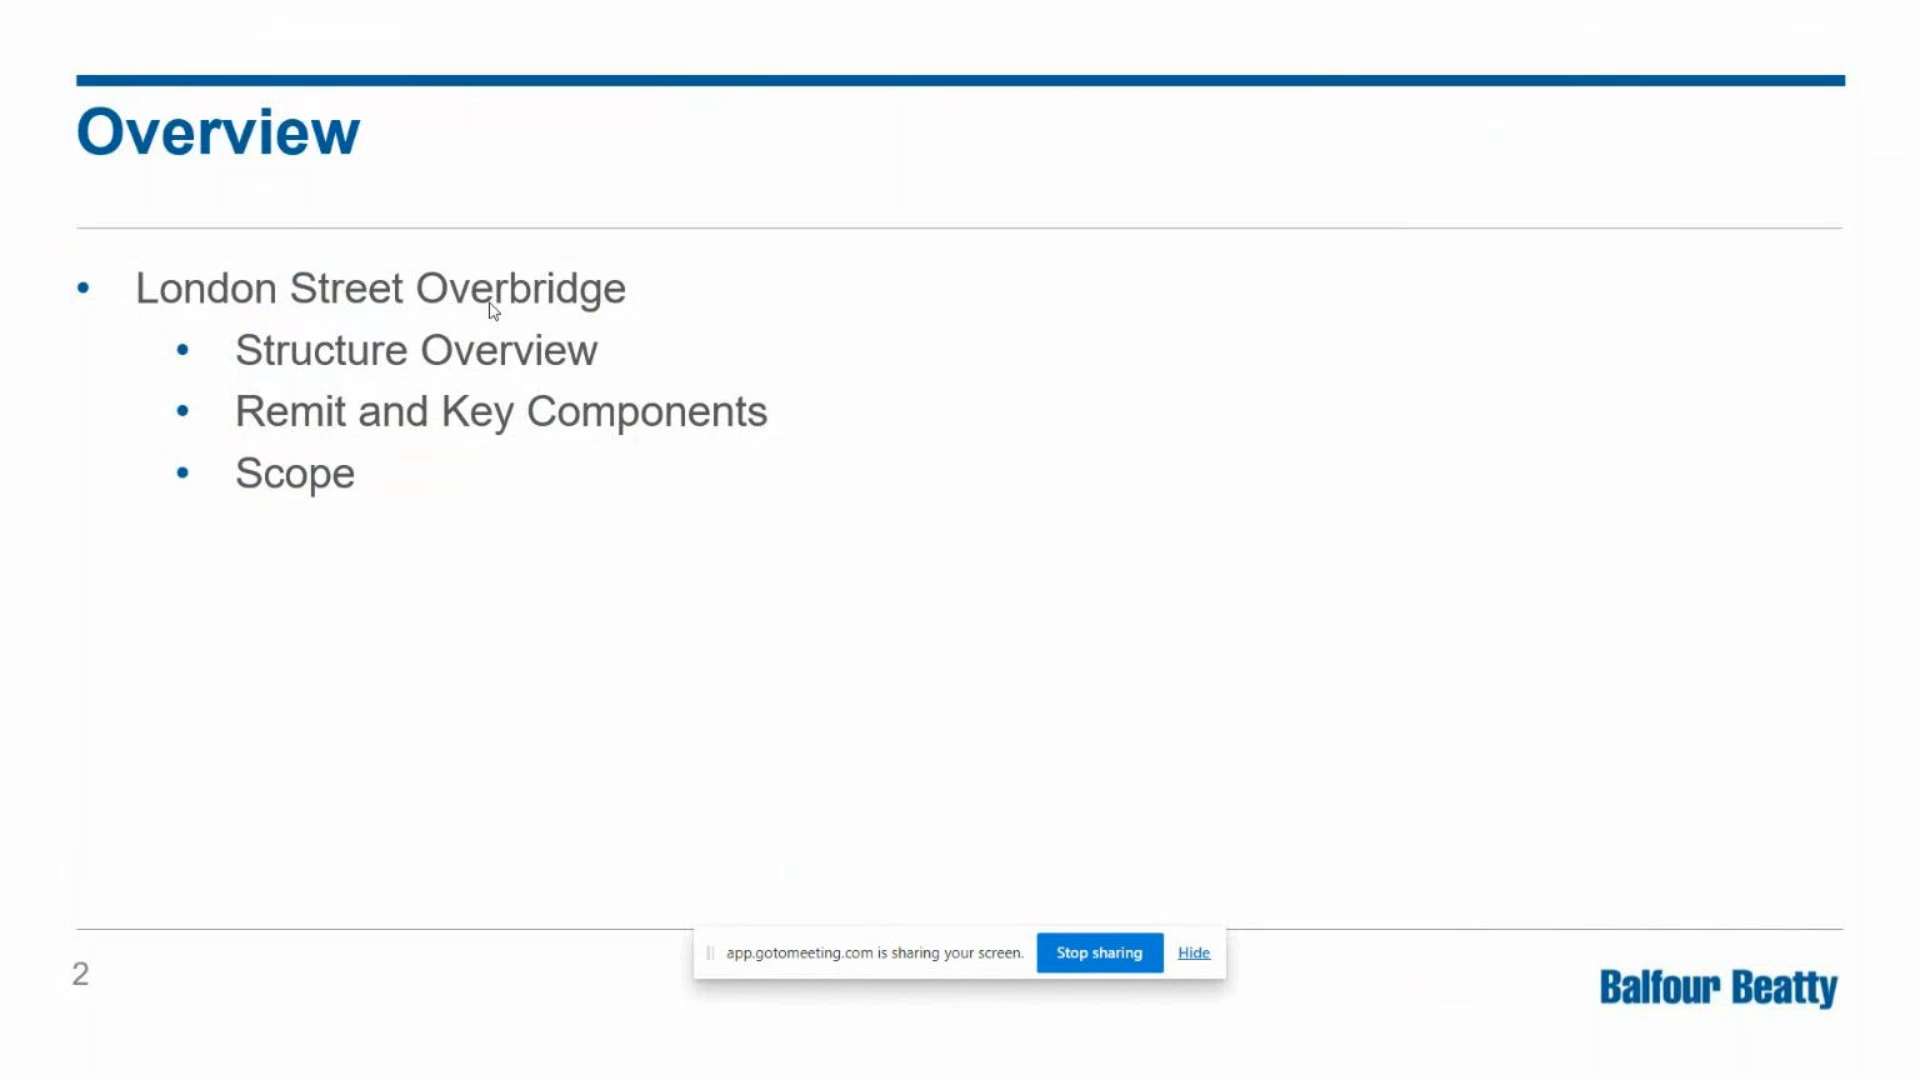 Overview
• London Street Overbridge
• Structure Overview
• Remit and Key Components
• Scope
app.gotomeeting.com is sharing your screen. Stop sharing Hide
2
Balfour Beatty